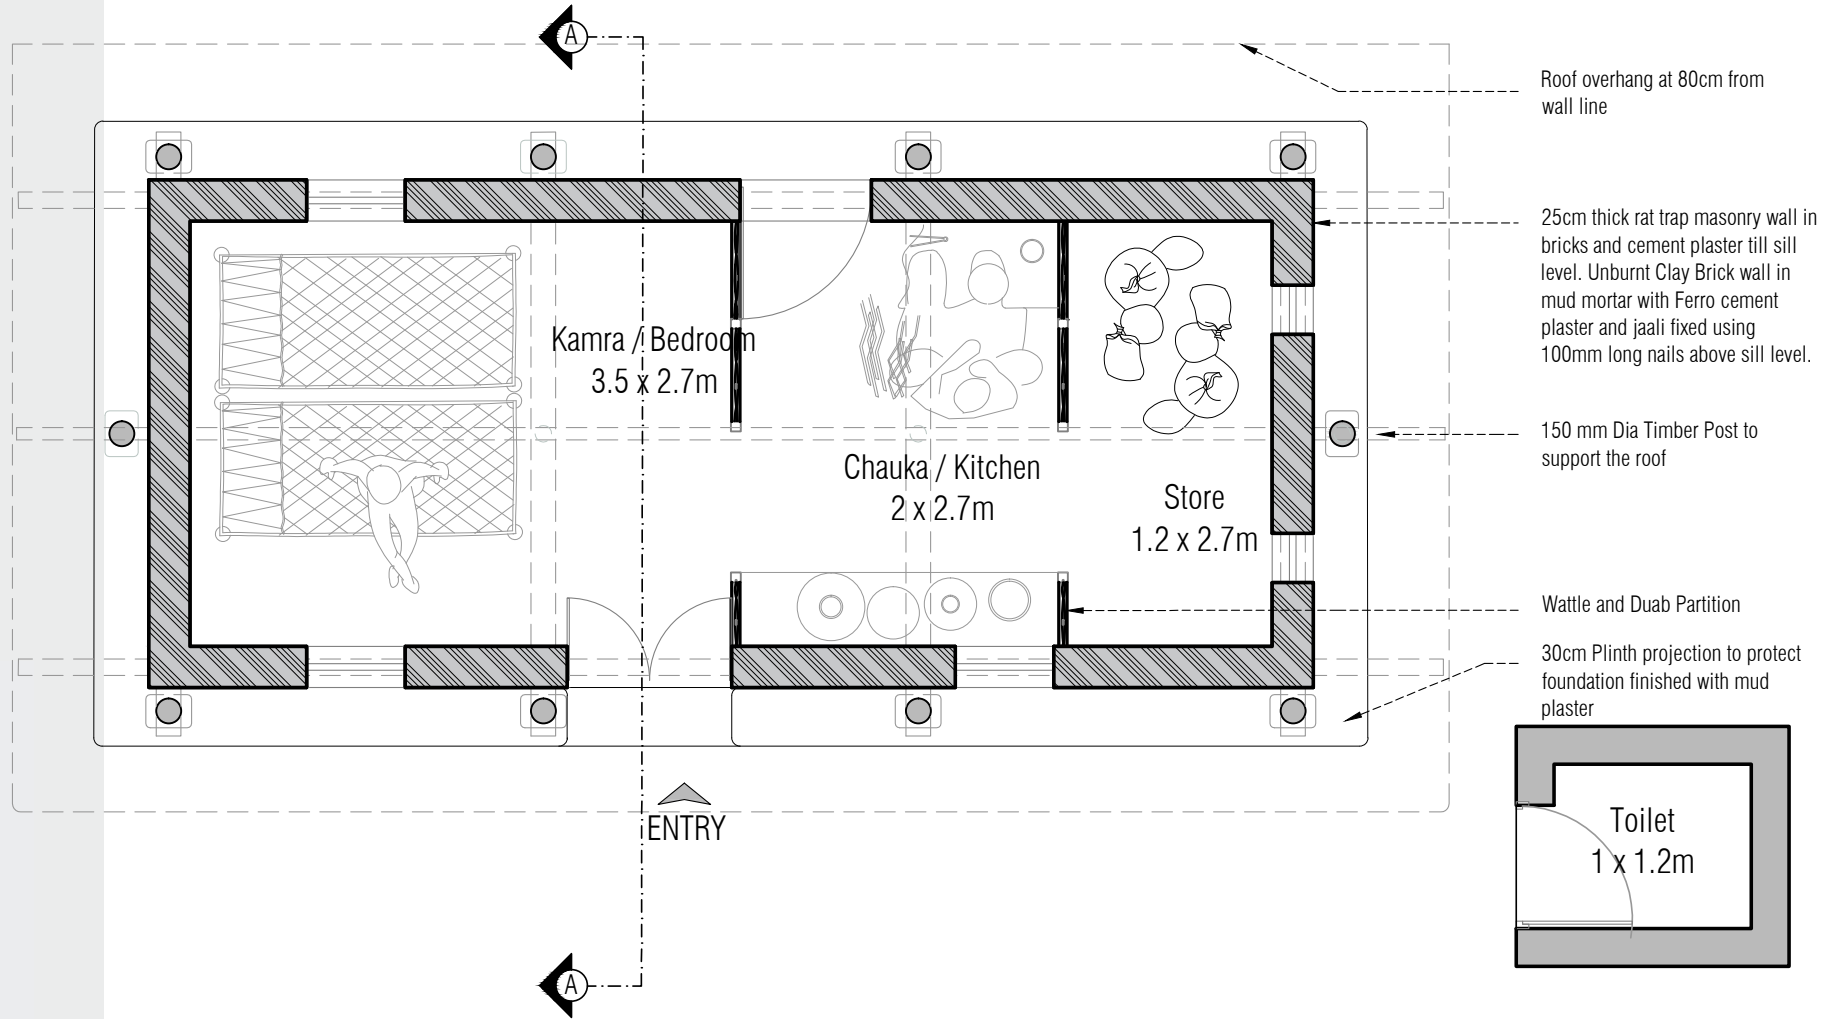 A
Roof overhang at 80cm from
wall line
25cm thick rat trap masonry wall in
bricks and cement plaster till sill
level. Unburnt Clay Brick wall in
mud mortar with Ferro cement
plaster and jaali fixed using
100mm long nails above sill level.
Kamra / Bedroom
3.5 x 2.7m
150 mm Dia Timber Post to
support the roof
Chauka / Kitchen
2 x 2.7m
Store
1.2 x 2.7m
Wattle and Duab Partition
30cm Plinth projection to protect
foundation finished with mud
plaster
ENTRY
Toilet
1 x 1.2m
A